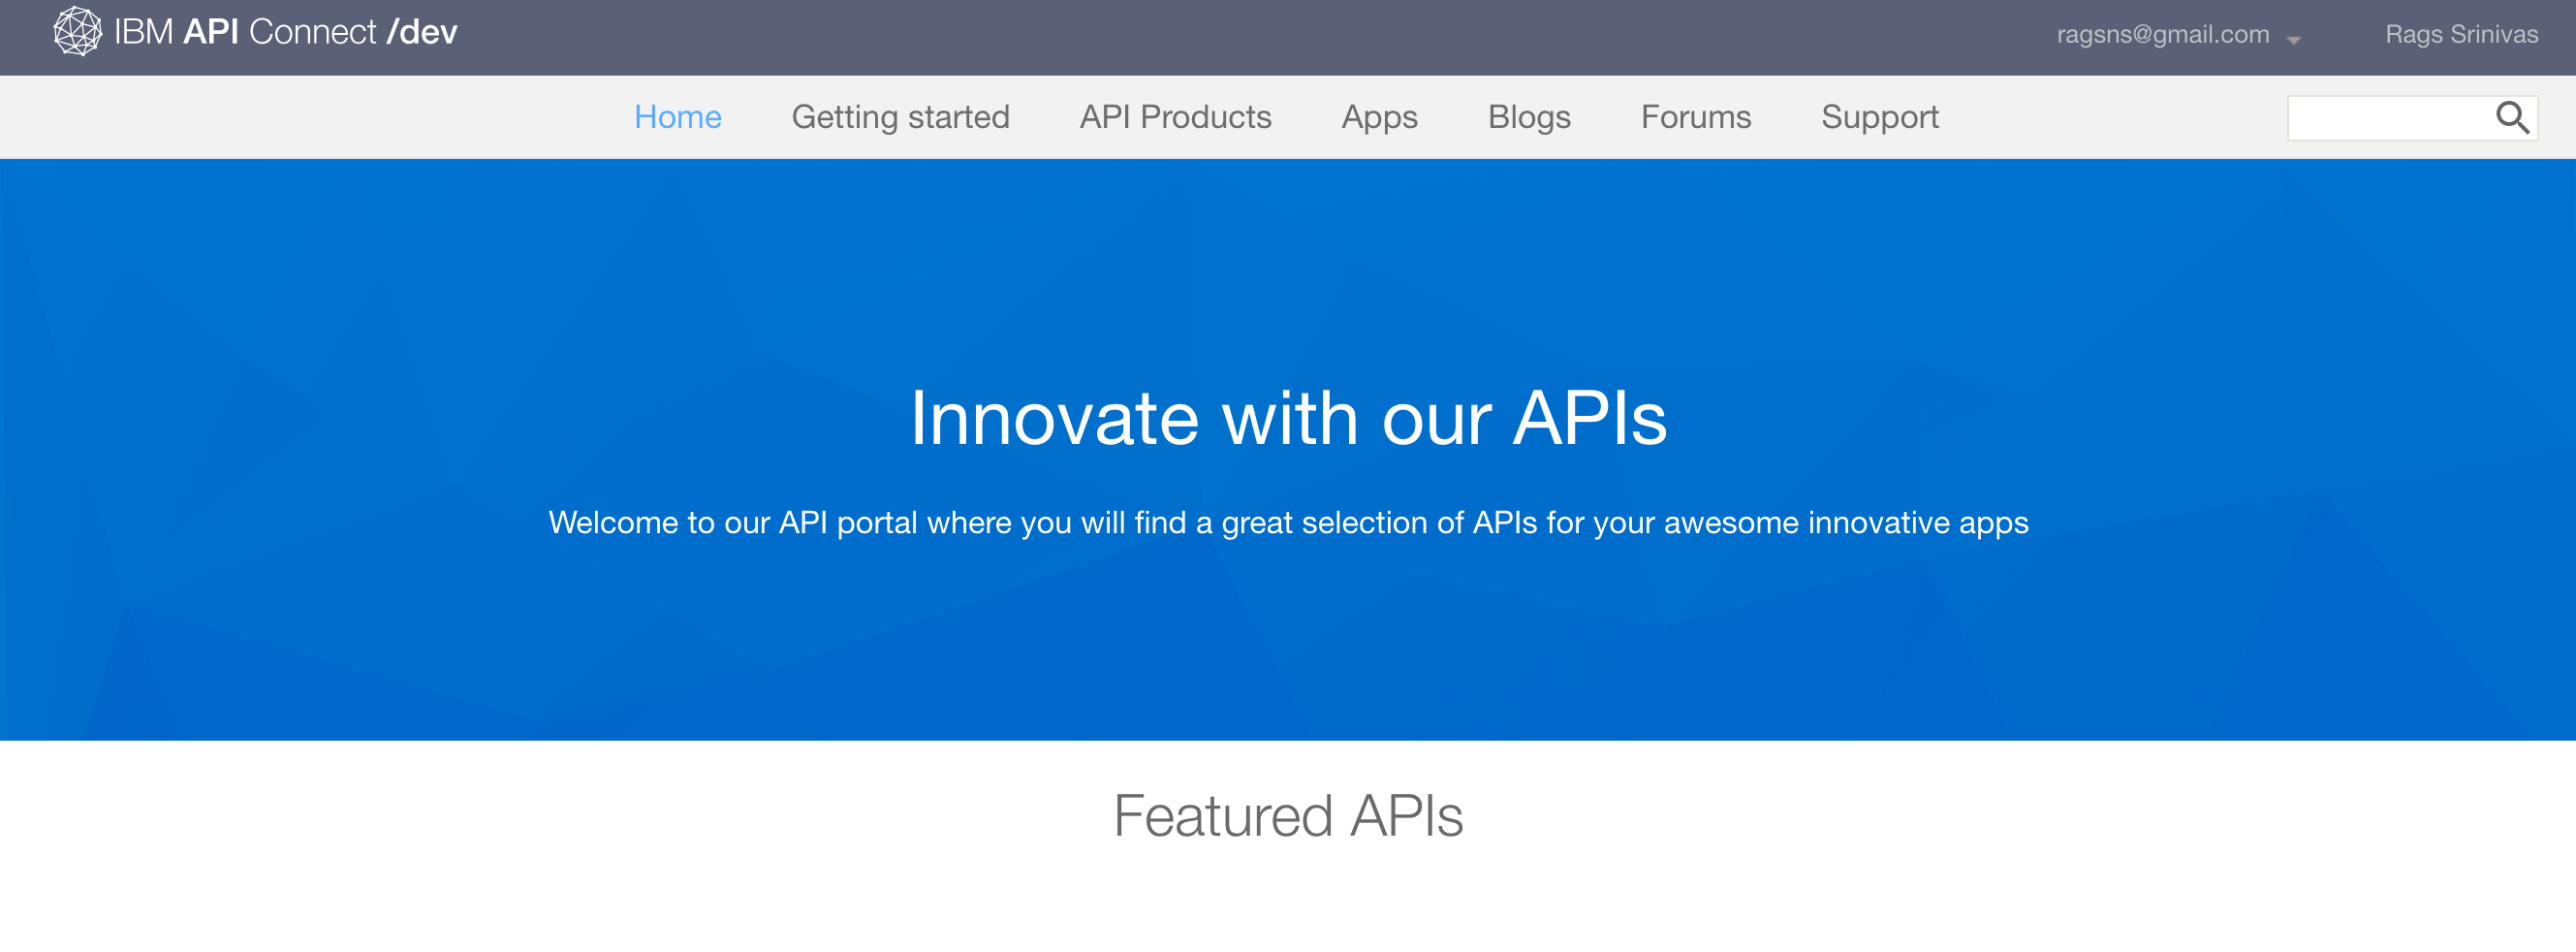 IBM API Connect /dev
ragsns@gmail.com
Rags Srinivas
Home Getting started API Products Apps Blogs Forums Support
Innovate with our APIs
Welcome to our API portal where you will find a great selection of APIs for your awesome innovative apps
Featured APIs